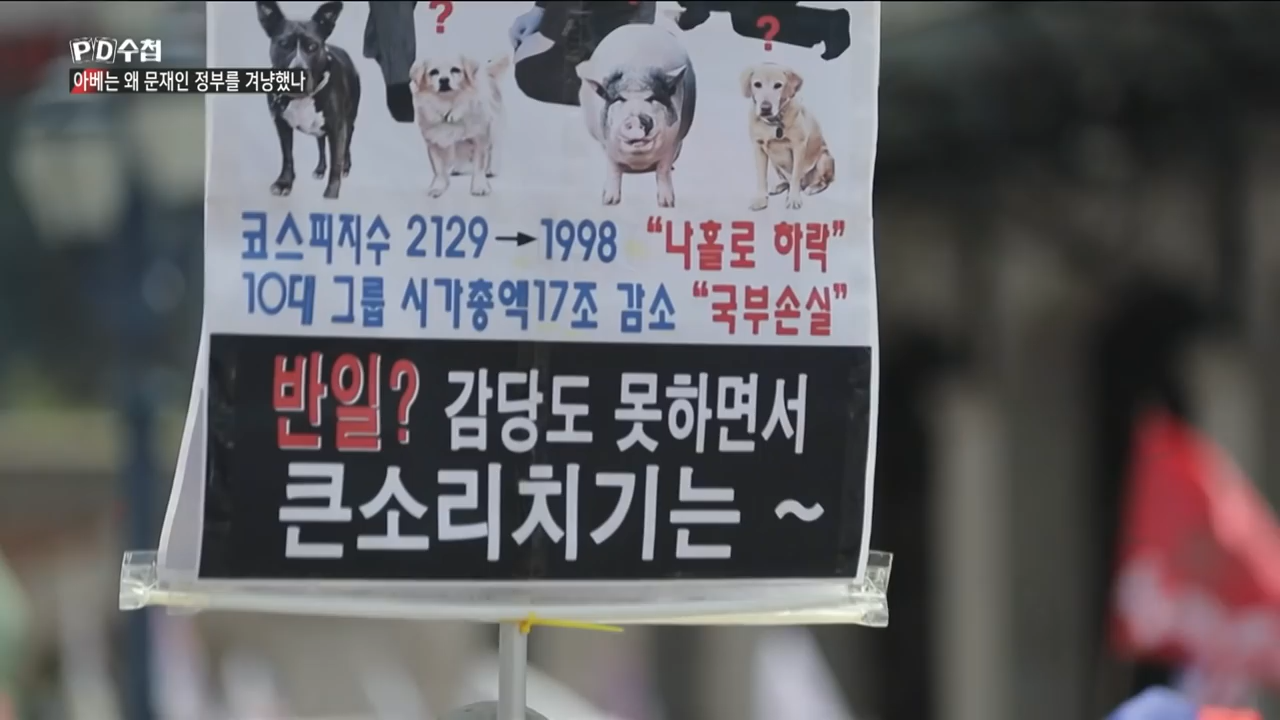 PD수첩
아베는 왜 문재인 정부를 겨냥했나
? ?
코스피지수 2129→1998 “나홀로 하락”
10대 그룹 시가총액17조 감소 “국부손실”
반일? 감당도 못하면서
큰소리치기는 ~